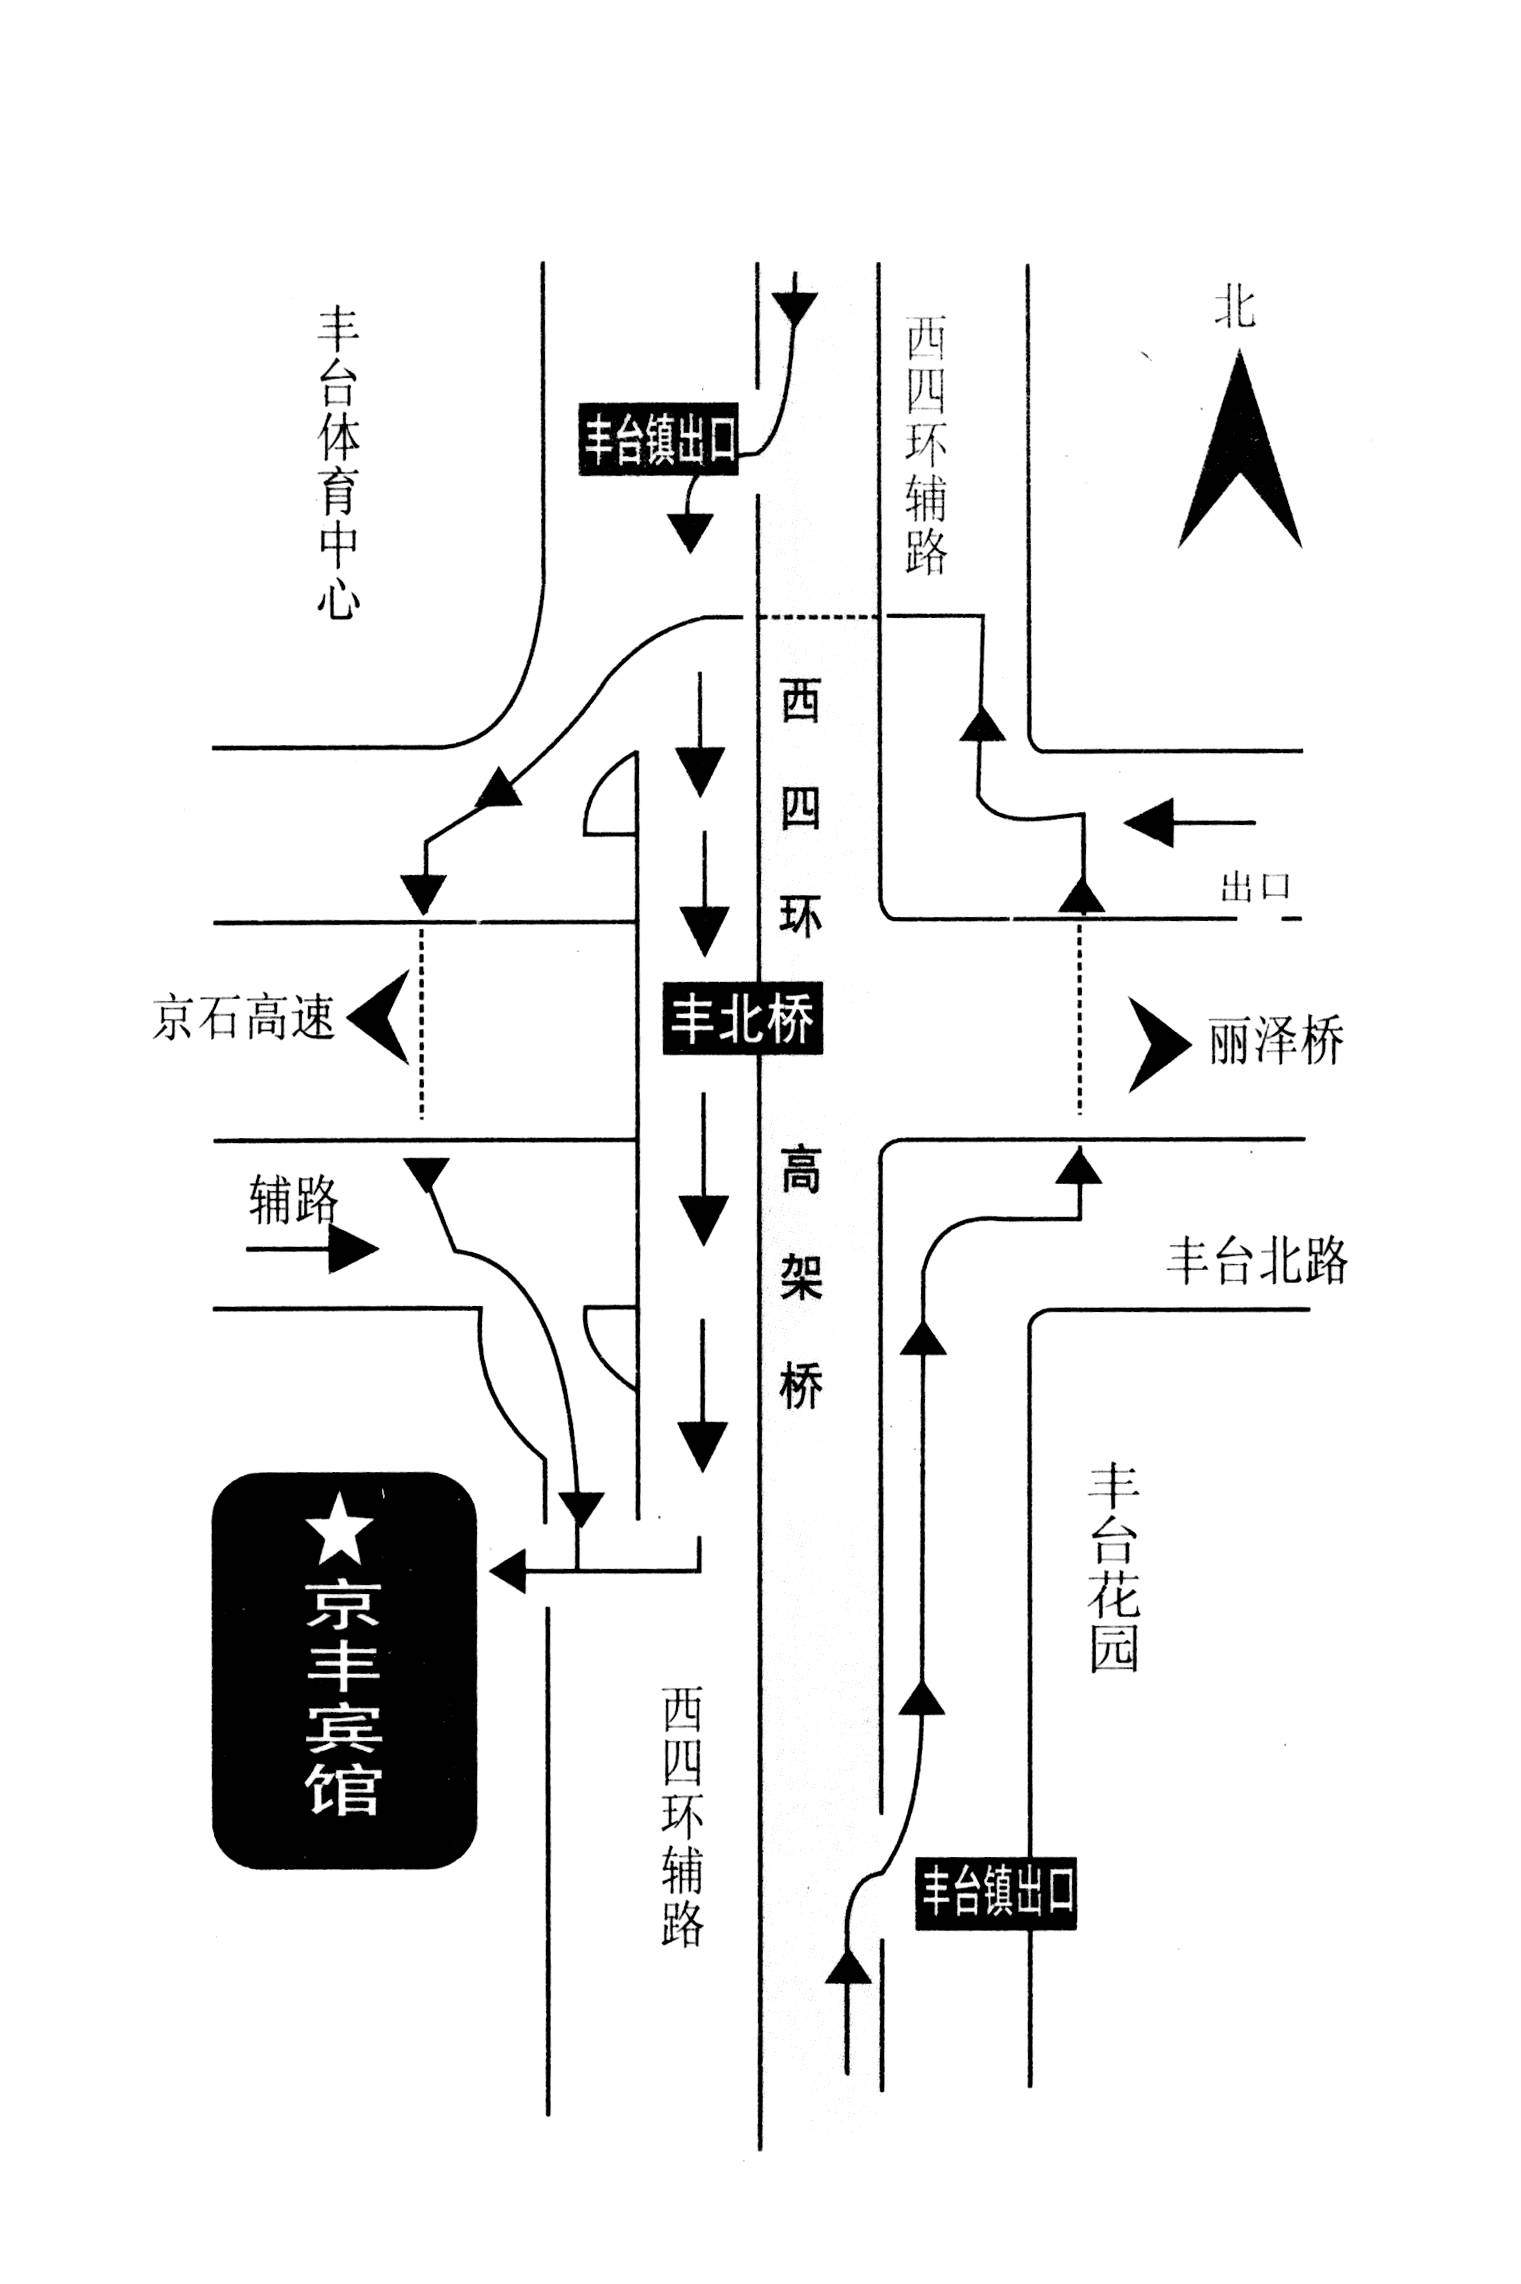 北
丰台体育中心
西四环辅路
丰台镇出口
西四环高架桥
出口
京石高速
丰北桥
丽泽桥
辅路
丰台北路
丰台花园
★京丰宾馆
西四环辅路
丰台镇出口